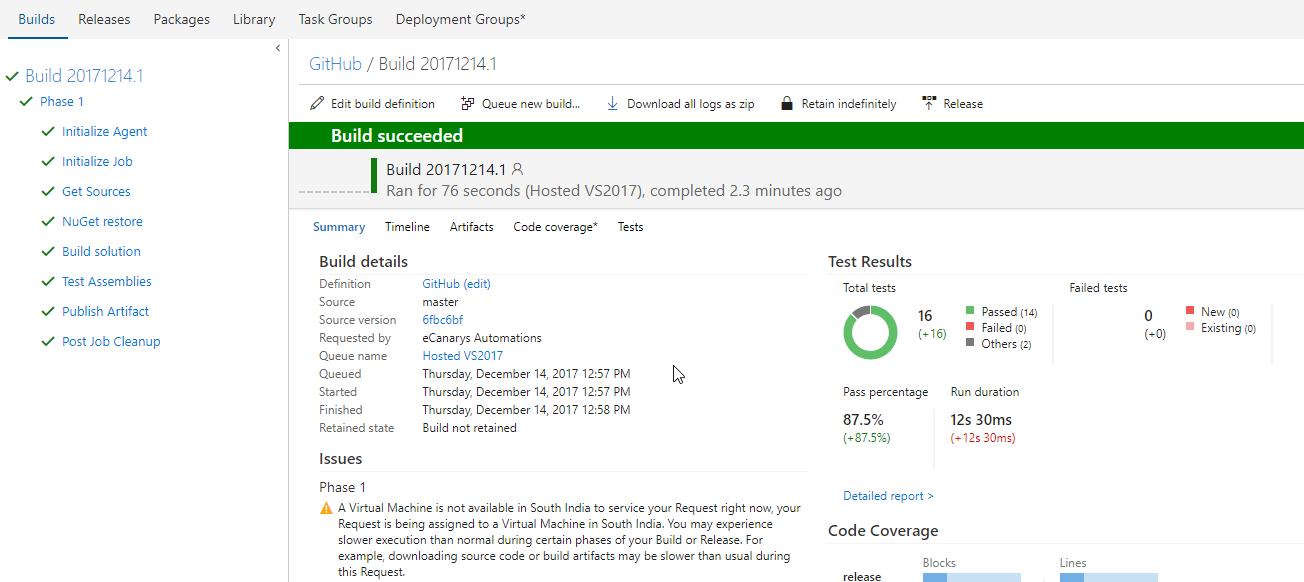 Builds Releases Packages Library Task Groups Deployment Groups*
Build 20171214.1
Phase 1
Initialize Agent
Initialize Job
Get Sources
NuGet restore
Build solution
Test Assemblies
Publish Artifact
Post Job Cleanup
GitHub / Build 20171214.1
Edit build definition Queue new build... Download all logs as zip Retain indefinitely Release
Build succeeded
Build 20171214.1
Ran for 76 seconds (Hosted VS2017), completed 2.3 minutes ago
Summary Timeline Artifacts Code coverage* Tests
Build details
Definition GitHub (edit)
Source master
Source version 6fbc6bf
Requested by eCanarys Automations
Queue name Hosted VS2017
Queued Thursday, December 14, 2017 12:57 PM
Started Thursday, December 14, 2017 12:57 PM
Finished Thursday, December 14, 2017 12:58 PM
Retained state Build not retained
Issues
Phase 1
A Virtual Machine is not available in South India to service your Request right now, your
Request is being assigned to a Virtual Machine in South India. You may experience
slower execution than normal during certain phases of your Build or Release. For
example, downloading source code or build artifacts may be slower than usual during
this Request.
Test Results
Total tests
16
(+16)
Passed (14)
Failed (0)
Others (2)
Failed tests
0
(+0)
New (0)
Existing (0)
Pass percentage
87.5%
(+87.5%)
Run duration
12s 30ms
(+12s 30ms)
Detailed report >
Code Coverage
Blocks Lines
release